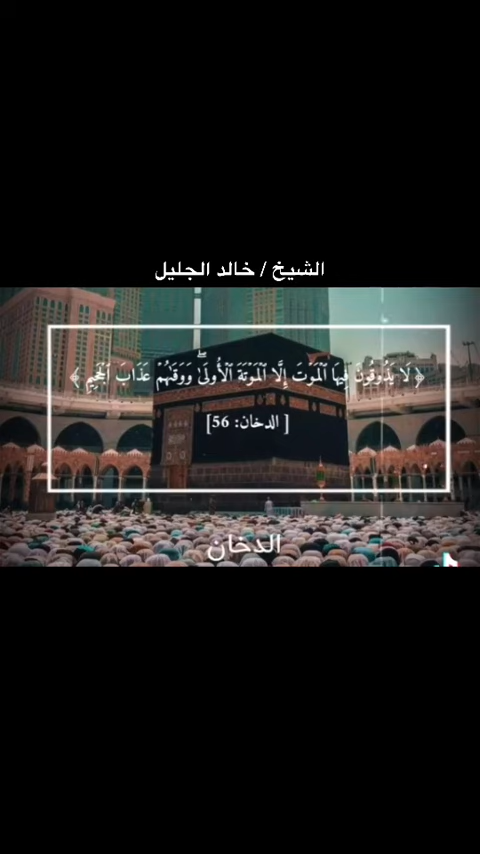 الشيخ / خالد الجليل
﴿ لَا يَذُوقُونَ فِيهَا ٱلْمَوْتَ إِلَّا ٱلْمَوْتَةَ ٱلْأُولَىٰ ۖ وَوَقَىٰهُمْ عَذَابَ ٱلْجَحِيمِ ﴾
[ الدخان: 56]
الدخان